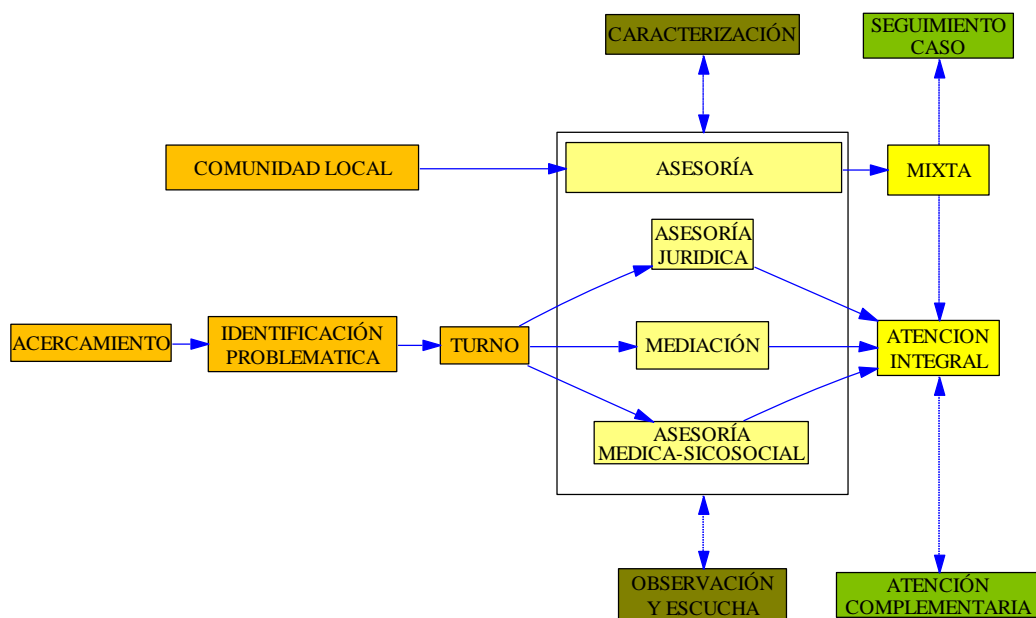 CARACTERIZACIÓN
SEGUIMIENTO
CASO
COMUNIDAD LOCAL
ASESORÍA
MIXTA
ASESORÍA
JURIDICA
ACERCAMIENTO
IDENTIFICACIÓN
PROBLEMATICA
TURNO
MEDIACIÓN
ATENCION
INTEGRAL
ASESORÍA
MEDICA-SICOSOCIAL
OBSERVACIÓN
Y ESCUCHA
ATENCIÓN
COMPLEMENTARIA